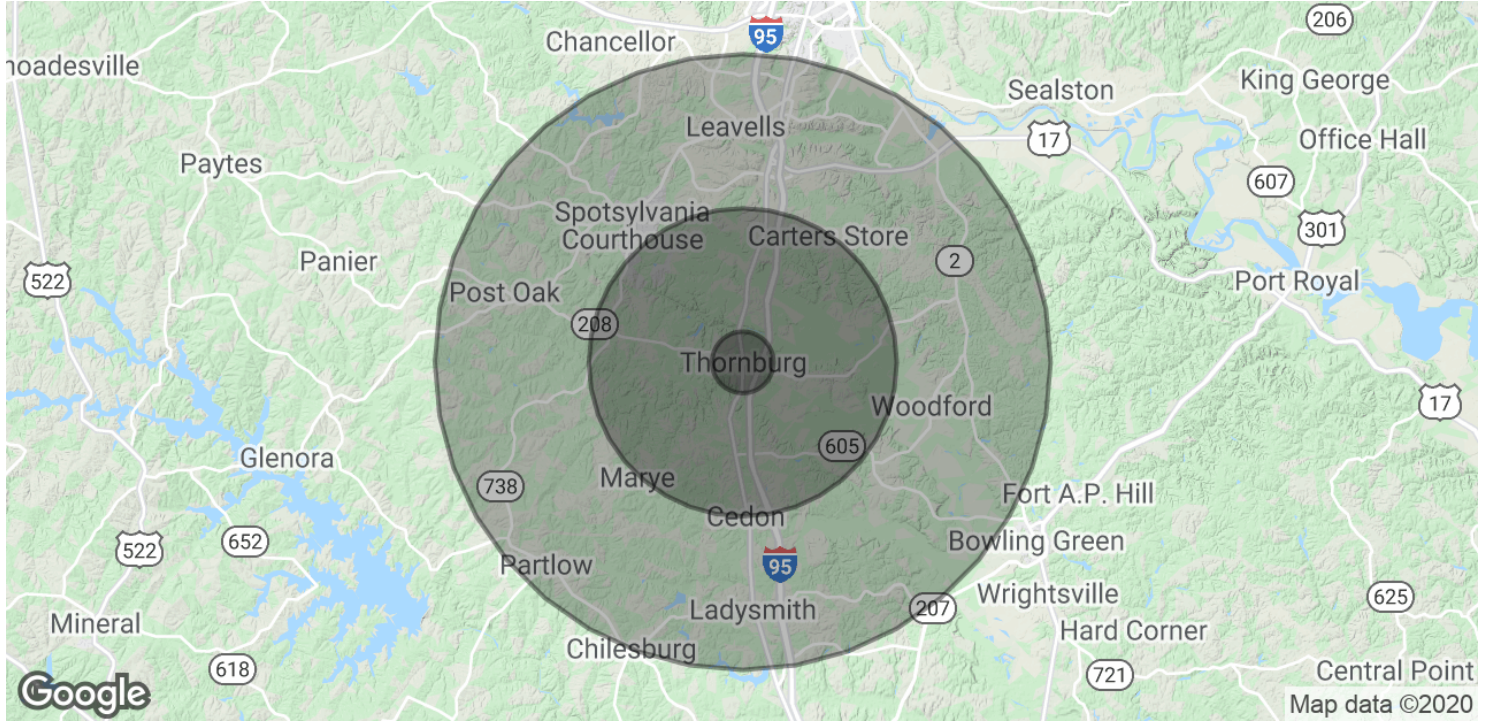 206
95
Chancellor
noadesville
King George
Sealston
Leavells
17
Office Hall
Paytes
607
Spotsylvania
Courthouse
Carters Store
301
2
Panier
522
Port Royal
Post Oak
208
Thornburg
17
Woodford
605
Glenora
Marye
738
Fort A.P. Hill
Cedon
522
652
Bowling Green
Partlow
95
Wrightsville
625
Ladysmith
207
Mineral
Hard Corner
Chilesburg
618
721
Central Point
Google
Map data ©2020